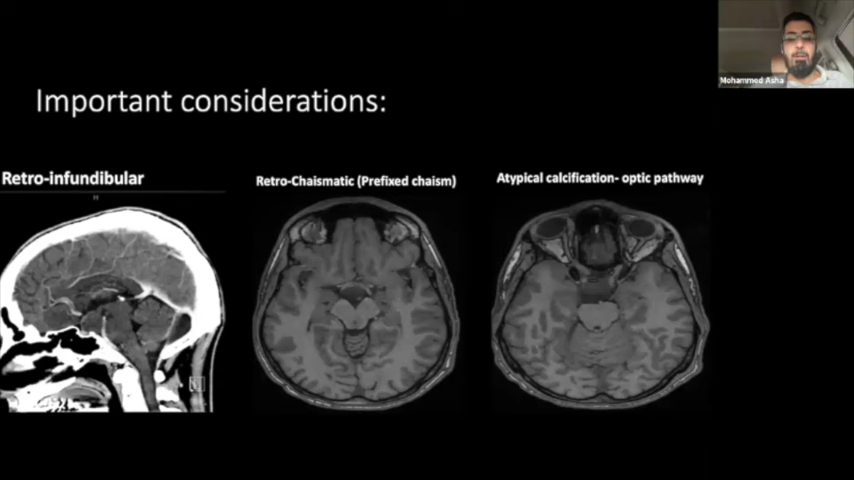 Mohammed Asha
Important considerations:
Retro-infundibular
Retro-Chaismatic (Prefixed chaism)
Atypical calcification- optic pathway
H